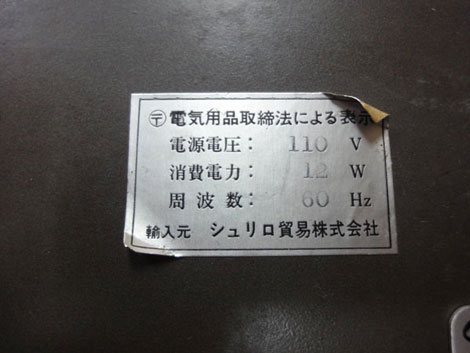 〶 電気用品取締法による表示
電源電圧: 110 V
消費電力: 12 W
周波数: 60 Hz
輸入元 シュリロ貿易株式会社